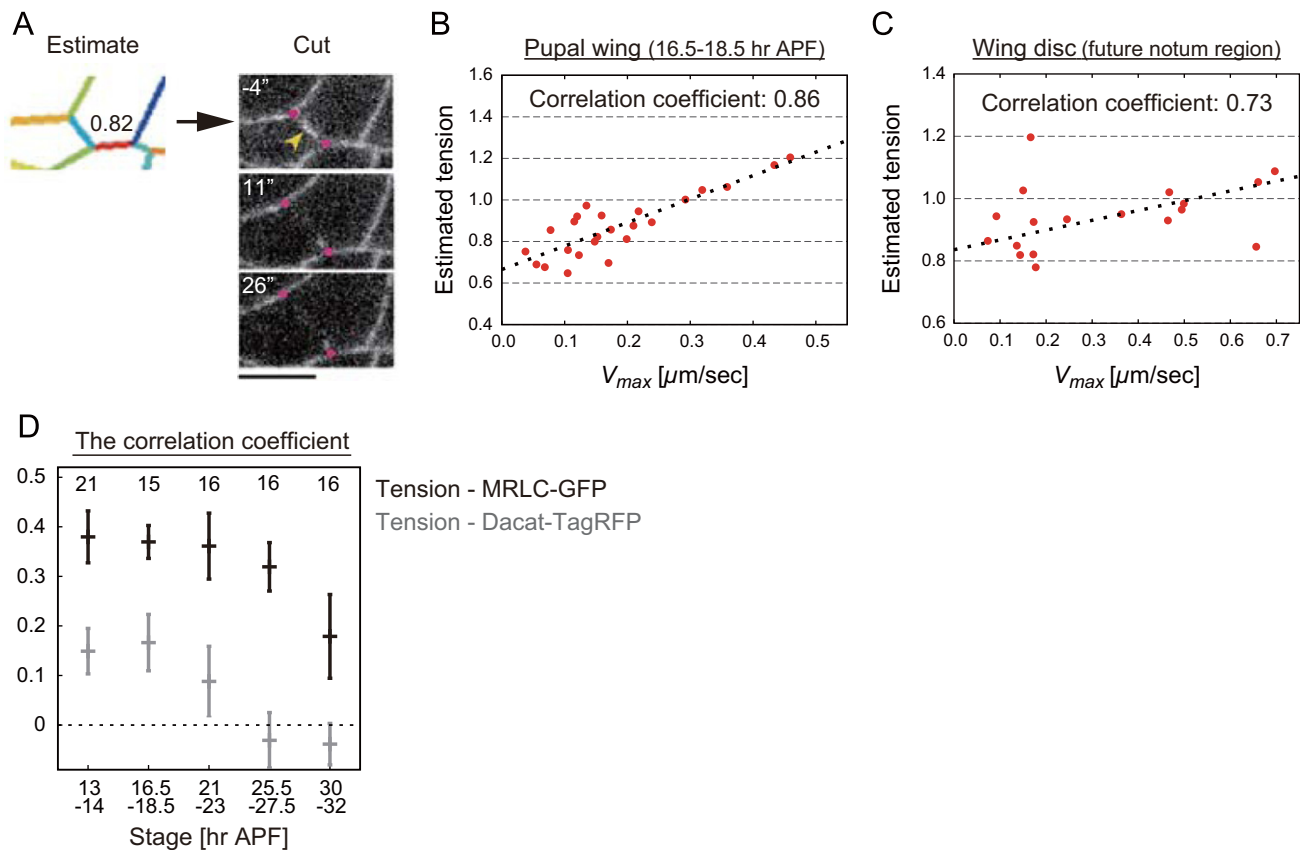 A
Estimate
Cut
0.82
-4”
11”
26”
B
Pupal wing (16.5-18.5 hr APF)
Correlation coefficient: 0.86
Estimated tension
1.6
1.4
1.2
1.0
0.8
0.6
0.4
0.0 0.1 0.2 0.3 0.4 0.5
Vmax [µm/sec]
C
Wing disc (future notum region)
Correlation coefficient: 0.73
Estimated tension
1.4
1.2
1.0
0.8
0.6
0.0 0.1 0.2 0.3 0.4 0.5 0.6 0.7
Vmax [µm/sec]
D
The correlation coefficient
21 15 16 16 16
0.5
0.4
0.3
0.2
0.1
0
13 16.5 21 25.5 30
-14 -18.5 -23 -27.5 -32
Stage [hr APF]
Tension - MRLC-GFP
Tension - Dacat-TagRFP